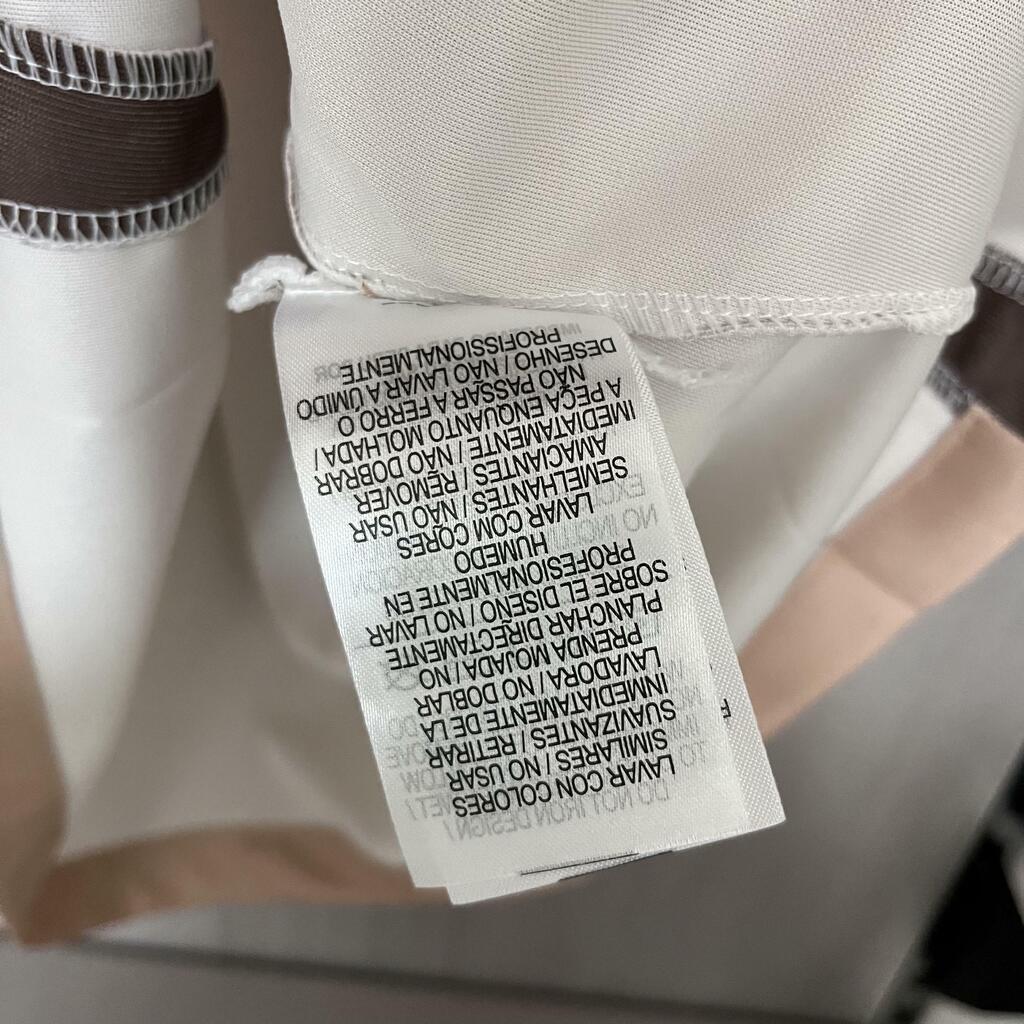 LAVAR CON COLORES
SIMILARES / NO USAR
SUAVIZANTES / RETIRAR
INMEDIATAMENTE DE LA
LAVADORA / NO DOBLAR
PRENDA MOJADA / NO
PLANCHAR DIRECTAMENTE
SOBRE EL DISEÑO / NO LAVAR
PROFESIONALMENTE EN
HUMEDO
LAVAR COM CORES
SEMELHANTES / NÃO USAR
AMACIANTES / REMOVER
IMEDIATAMENTE / NÃO DOBRAR
A PEÇA ENQUANTO MOLHADA /
NÃO PASSAR A FERRO O
DESENHO / NÃO LAVAR A ÚMIDO
PROFISSIONALMENTE
DO NOT IRON DESIGN /